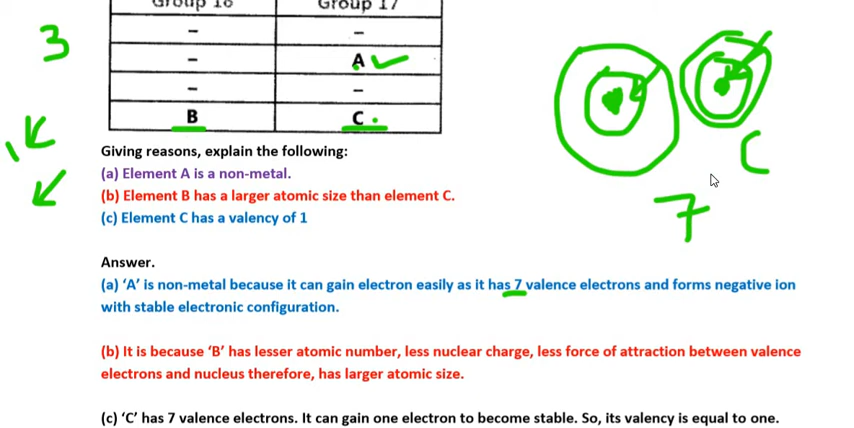 Group 16 Group 17
- -
- A
- -
B C
3
7
C
Giving reasons, explain the following:
(a) Element A is a non-metal.
(b) Element B has a larger atomic size than element C.
(c) Element C has a valency of 1
Answer.
(a) ‘A’ is non-metal because it can gain electron easily as it has 7 valence electrons and forms negative ion
with stable electronic configuration.
(b) It is because ‘B’ has lesser atomic number, less nuclear charge, less force of attraction between valence
electrons and nucleus therefore, has larger atomic size.
(c) ‘C’ has 7 valence electrons. It can gain one electron to become stable. So, its valency is equal to one.